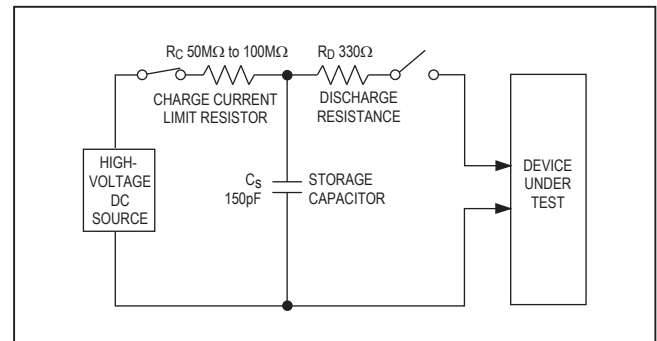 RC 50MΩ to 100MΩ
CHARGE CURRENT
LIMIT RESISTOR
RD 330Ω
DISCHARGE
RESISTANCE
HIGH-
VOLTAGE
DC
SOURCE
Cs
150pF
STORAGE
CAPACITOR
DEVICE
UNDER
TEST